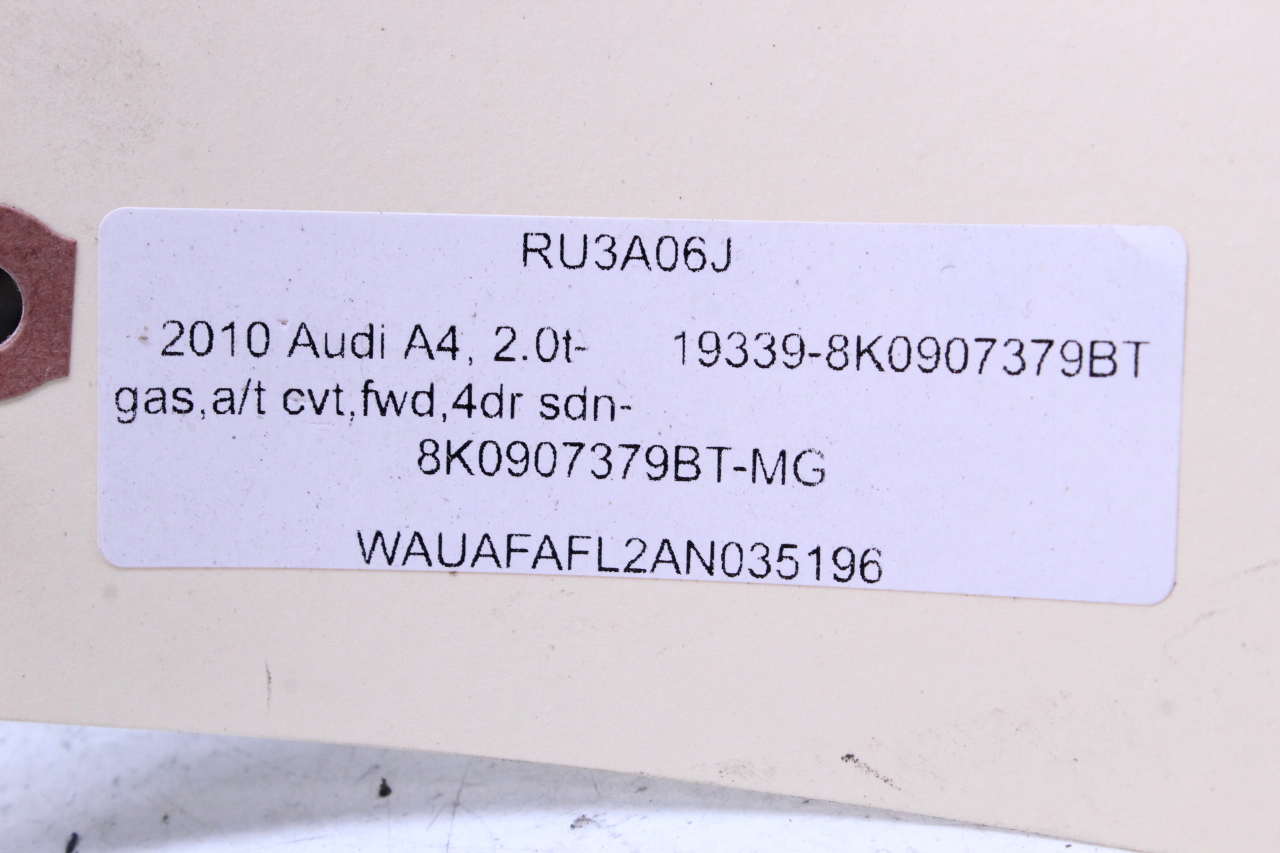 RU3A06J
2010 Audi A4, 2.0t- 19339-8K0907379BT
gas,a/t cvt,fwd,4dr sdn-
8K0907379BT-MG
WAUAFAFL2AN035196